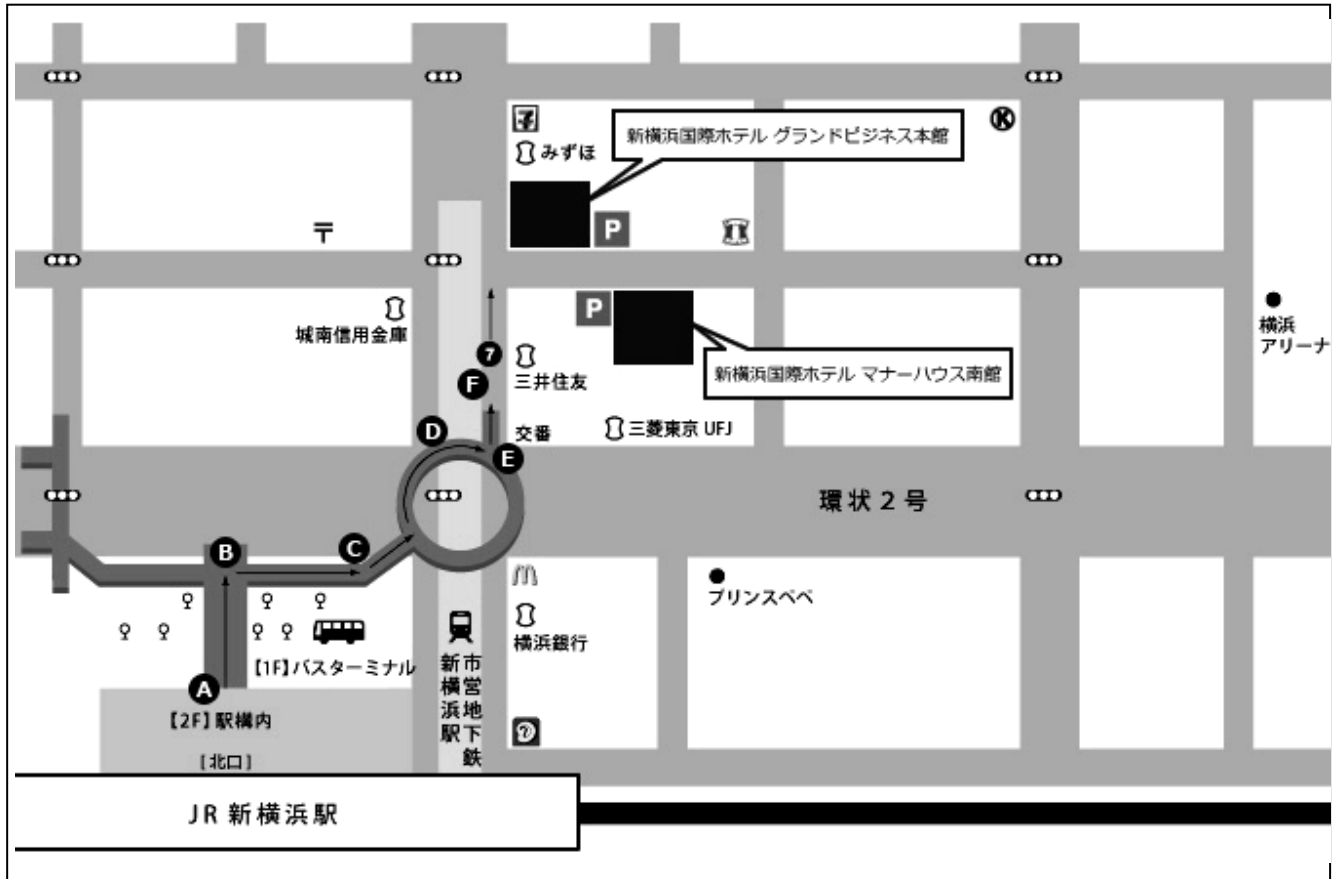 新横浜国際ホテル グランドビジネス本館
みずほ
P
〒
P
城南信用金庫
横浜
アリーナ
7
三井住友
F
新横浜国際ホテル マナーハウス南館
D
交番
三菱東京 UFJ
E
環状2号
B
C
プリンスペペ
横浜銀行
【1F】バスターミナル
市営地下鉄
新横浜駅
A
【2F】駅構内
[北口]
JR 新横浜駅
K